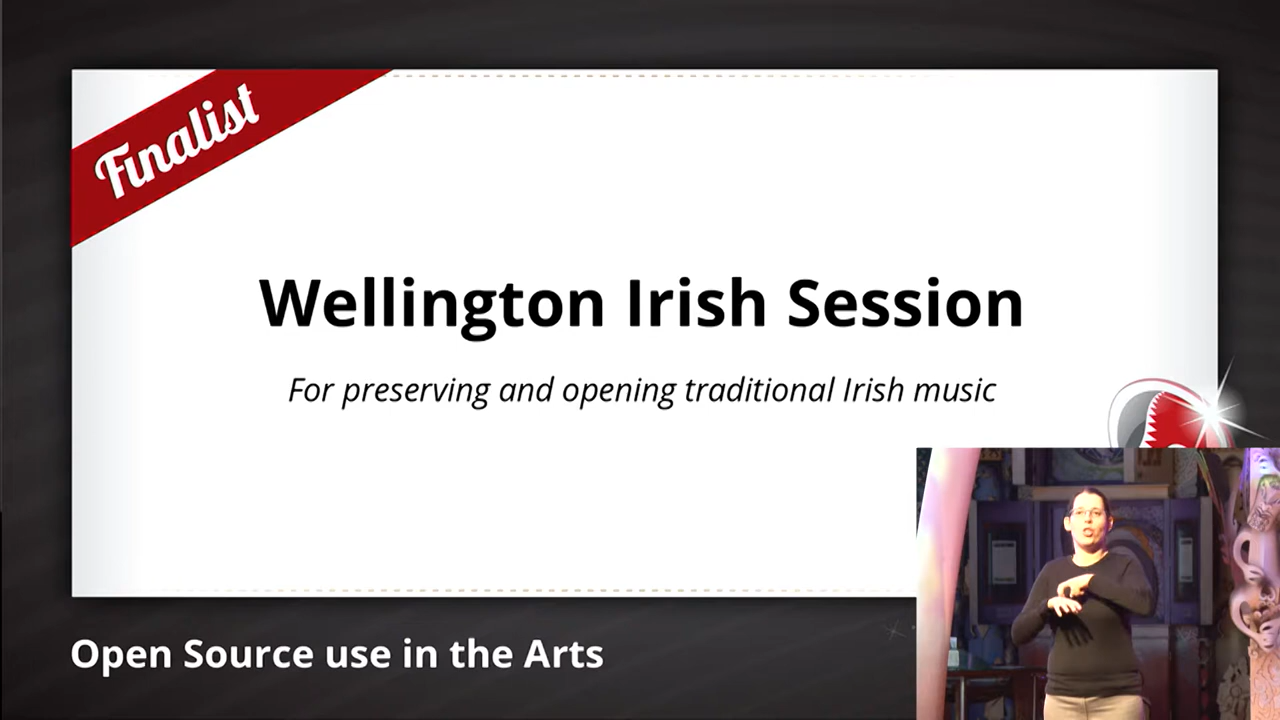 Finalist
Wellington Irish Session
For preserving and opening traditional Irish music
Open Source use in the Arts